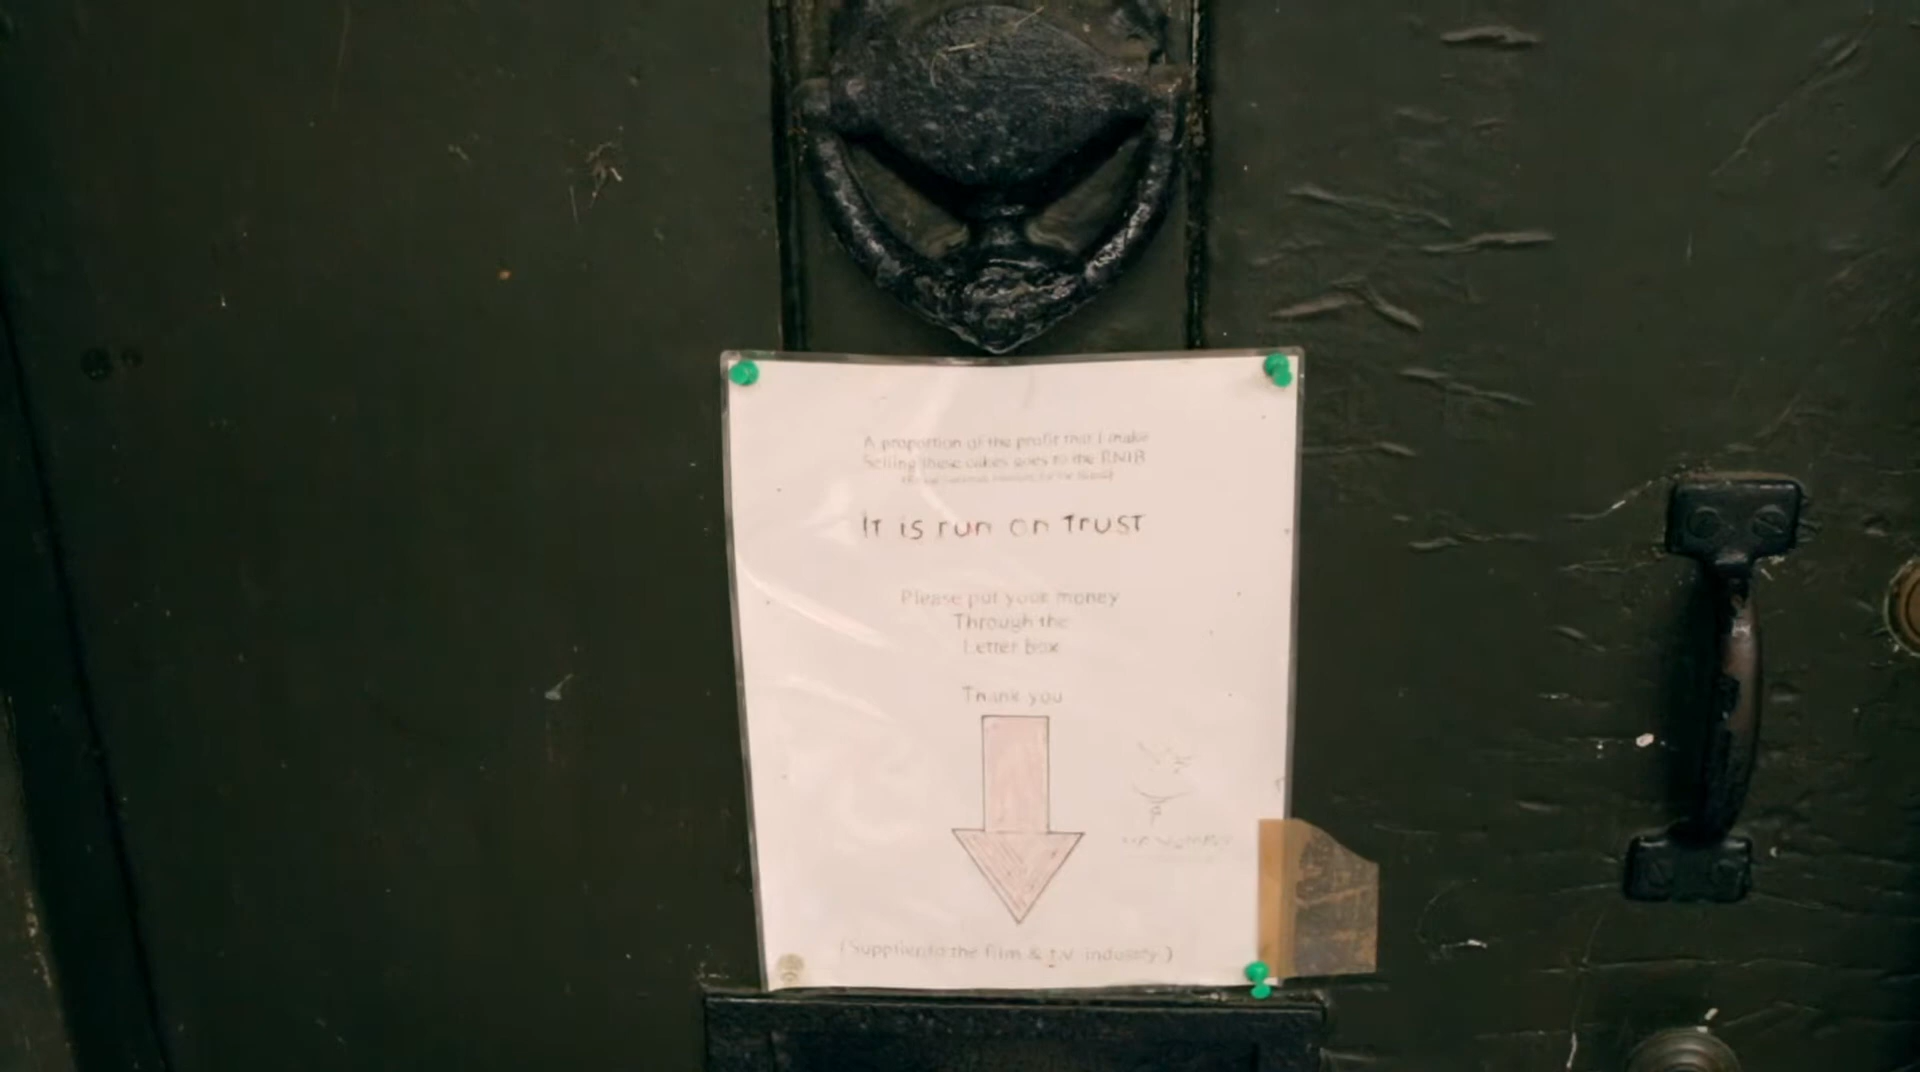 A proportion of the profit that I make
Selling these cakes goes to the RNIB
IT is run on TrusT
Please put your money
Through the
Letter box
Thank you
(Supplier to the film & t.v. industry)